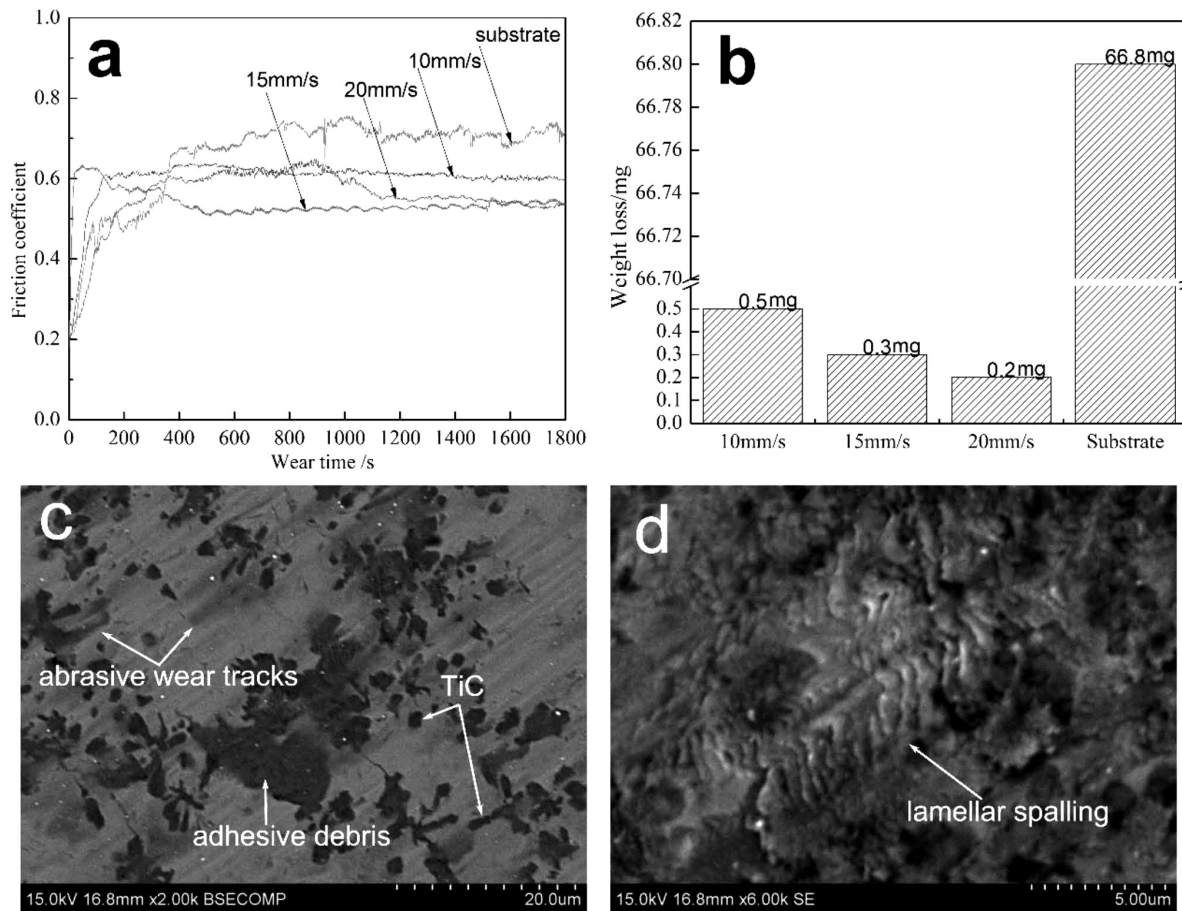 a
substrate
10mm/s
15mm/s
20mm/s
1.0
0.8
0.6
0.4
0.2
0.0
Friction coefficient
0 200 400 600 800 1000 1200 1400 1600 1800
Wear time /s
b
66.82
66.80
66.78
66.76
66.74
66.72
66.70
0.5
0.4
0.3
0.2
0.1
0.0
Weight loss/mg
66.8mg
0.5mg
0.3mg
0.2mg
10mm/s 15mm/s 20mm/s Substrate
c
abrasive wear tracks
TiC
adhesive debris
15.0kV 16.8mm x2.00k BSECOMP 20.0um
d
lamellar spalling
15.0kV 16.8mm x6.00k SE 5.00um